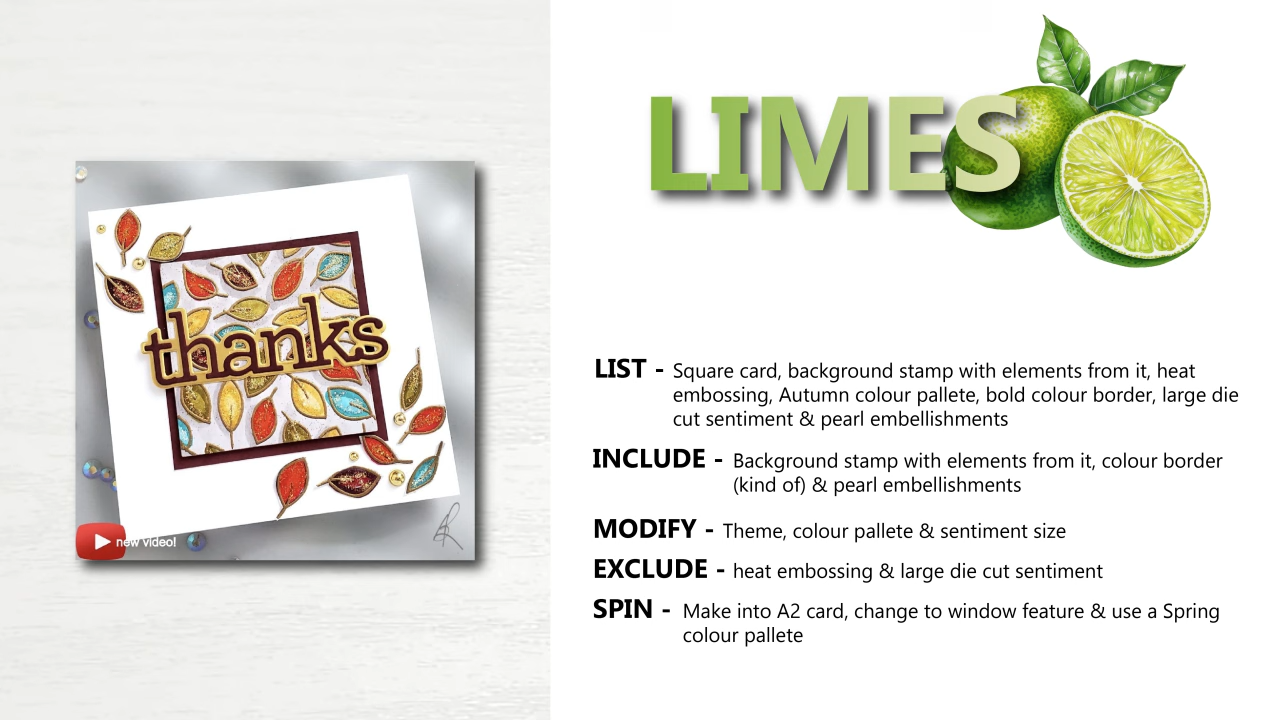 thanks
new video!
LIMES
LIST - Square card, background stamp with elements from it, heat
embossing, Autumn colour pallete, bold colour border, large die
cut sentiment & pearl embellishments
INCLUDE - Background stamp with elements from it, colour border
(kind of) & pearl embellishments
MODIFY - Theme, colour pallete & sentiment size
EXCLUDE - heat embossing & large die cut sentiment
SPIN - Make into A2 card, change to window feature & use a Spring
colour pallete